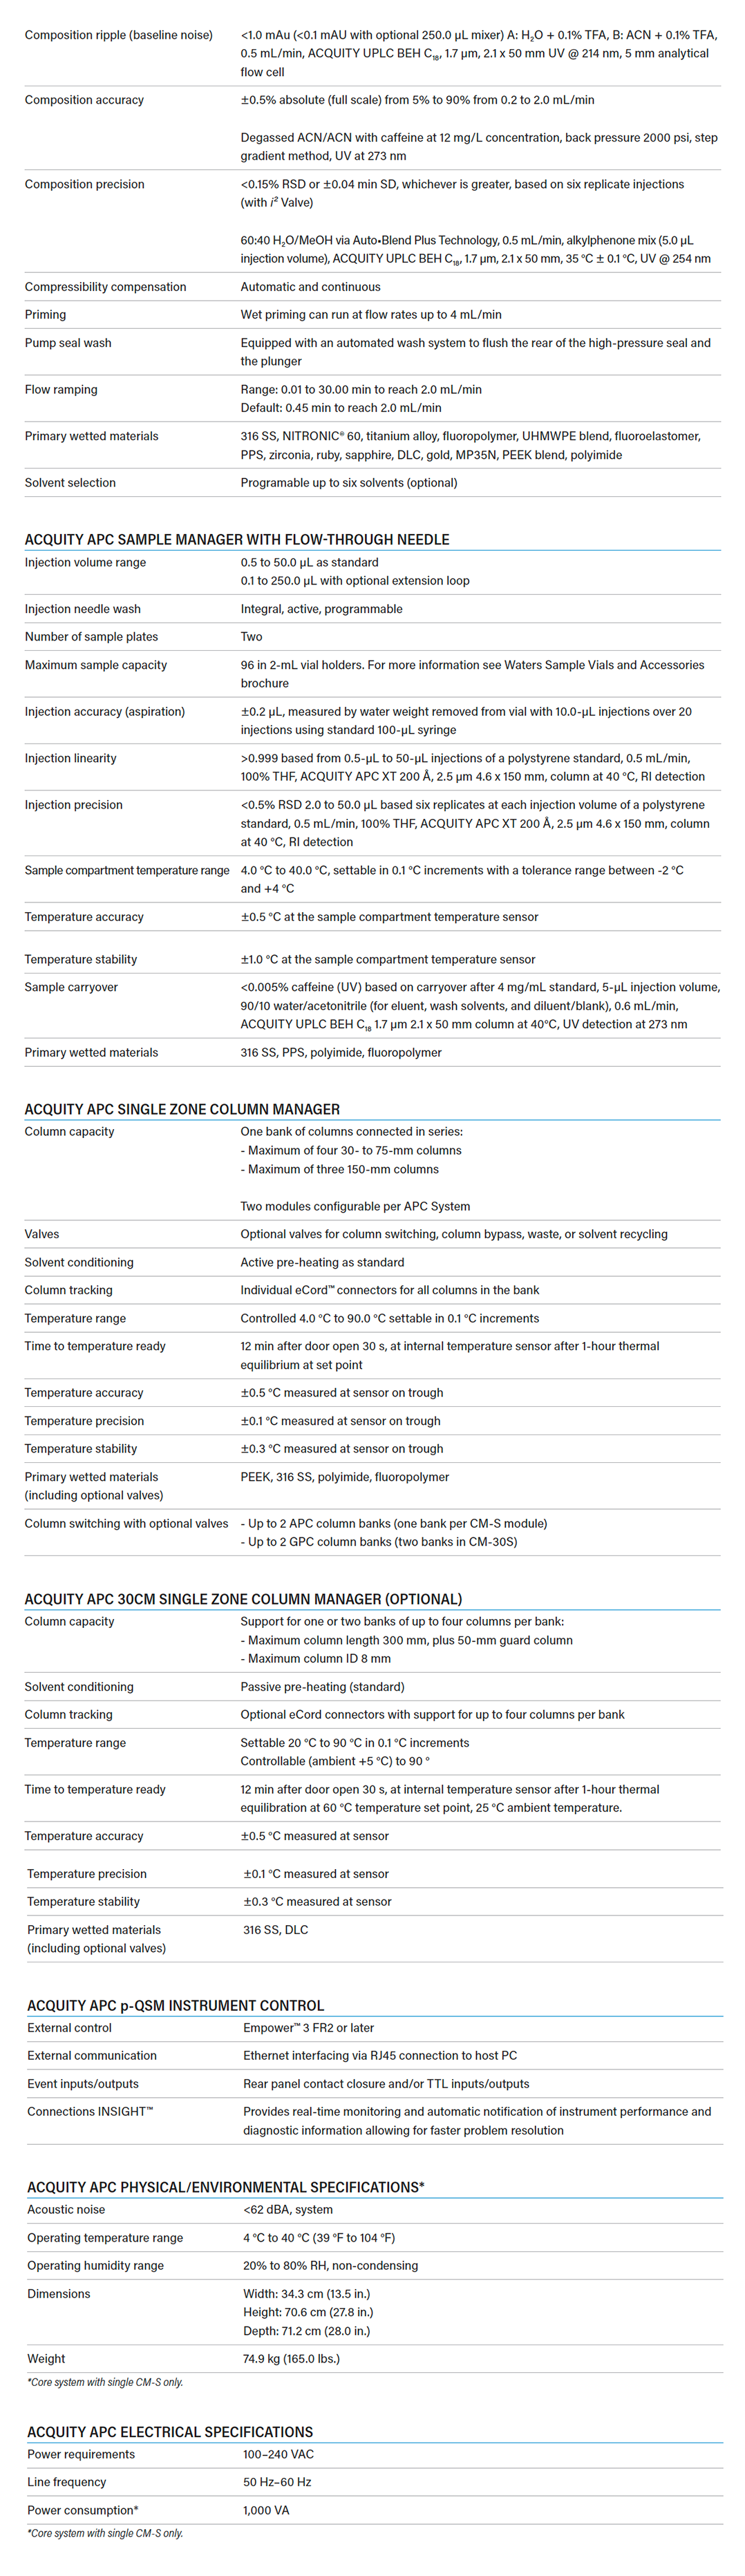 Composition ripple (baseline noise)
<1.0 mAu (<0.1 mAU with optional 250.0 µL mixer) A: H₂O + 0.1% TFA, B: ACN + 0.1% TFA,
0.5 mL/min, ACQUITY UPLC BEH C₁₈, 1.7 µm, 2.1 x 50 mm UV @ 214 nm, 5 mm analytical
flow cell
Composition accuracy
±0.5% absolute (full scale) from 5% to 90% from 0.2 to 2.0 mL/min
Degassed ACN/ACN with caffeine at 12 mg/L concentration, back pressure 2000 psi, step
gradient method, UV at 273 nm
Composition precision
<0.15% RSD or ±0.04 min SD, whichever is greater, based on six replicate injections
(with i² Valve)
60:40 H₂O/MeOH via Auto•Blend Plus Technology, 0.5 mL/min, alkylphenone mix (5.0 µL
injection volume), ACQUITY UPLC BEH C₁₈, 1.7 µm, 2.1 x 50 mm, 35 °C ± 0.1 °C, UV @ 254 nm
Compressibility compensation
Automatic and continuous
Priming
Wet priming can run at flow rates up to 4 mL/min
Pump seal wash
Equipped with an automated wash system to flush the rear of the high-pressure seal and
the plunger
Flow ramping
Range: 0.01 to 30.00 min to reach 2.0 mL/min
Default: 0.45 min to reach 2.0 mL/min
Primary wetted materials
316 SS, NITRONIC® 60, titanium alloy, fluoropolymer, UHMWPE blend, fluoroelastomer,
PPS, zirconia, ruby, sapphire, DLC, gold, MP35N, PEEK blend, polyimide
Solvent selection
Programable up to six solvents (optional)
ACQUITY APC SAMPLE MANAGER WITH FLOW-THROUGH NEEDLE
Injection volume range
0.5 to 50.0 µL as standard
0.1 to 250.0 µL with optional extension loop
Injection needle wash
Integral, active, programmable
Number of sample plates
Two
Maximum sample capacity
96 in 2-mL vial holders. For more information see Waters Sample Vials and Accessories
brochure
Injection accuracy (aspiration)
±0.2 µL, measured by water weight removed from vial with 10.0-µL injections over 20
injections using standard 100-µL syringe
Injection linearity
>0.999 based from 0.5-µL to 50-µL injections of a polystyrene standard, 0.5 mL/min,
100% THF, ACQUITY APC XT 200 Å, 2.5 µm 4.6 x 150 mm, column at 40 °C, RI detection
Injection precision
<0.5% RSD 2.0 to 50.0 µL based six replicates at each injection volume of a polystyrene
standard, 0.5 mL/min, 100% THF, ACQUITY APC XT 200 Å, 2.5 µm 4.6 x 150 mm, column
at 40 °C, RI detection
Sample compartment temperature range
4.0 °C to 40.0 °C, settable in 0.1 °C increments with a tolerance range between -2 °C
and +4 °C
Temperature accuracy
±0.5 °C at the sample compartment temperature sensor
Temperature stability
±1.0 °C at the sample compartment temperature sensor
Sample carryover
<0.005% caffeine (UV) based on carryover after 4 mg/mL standard, 5-µL injection volume,
90/10 water/acetonitrile (for eluent, wash solvents, and diluent/blank), 0.6 mL/min,
ACQUITY UPLC BEH C₁₈ 1.7 µm 2.1 x 50 mm column at 40°C, UV detection at 273 nm
Primary wetted materials
316 SS, PPS, polyimide, fluoropolymer
ACQUITY APC SINGLE ZONE COLUMN MANAGER
Column capacity
One bank of columns connected in series:
- Maximum of four 30- to 75-mm columns
- Maximum of three 150-mm columns
Two modules configurable per APC System
Valves
Optional valves for column switching, column bypass, waste, or solvent recycling
Solvent conditioning
Active pre-heating as standard
Column tracking
Individual eCord™ connectors for all columns in the bank
Temperature range
Controlled 4.0 °C to 90.0 °C settable in 0.1 °C increments
Time to temperature ready
12 min after door open 30 s, at internal temperature sensor after 1-hour thermal
equilibrium at set point
Temperature accuracy
±0.5 °C measured at sensor on trough
Temperature precision
±0.1 °C measured at sensor on trough
Temperature stability
±0.3 °C measured at sensor on trough
Primary wetted materials
(including optional valves)
PEEK, 316 SS, polyimide, fluoropolymer
Column switching with optional valves
- Up to 2 APC column banks (one bank per CM-S module)
- Up to 2 GPC column banks (two banks in CM-30S)
ACQUITY APC 30CM SINGLE ZONE COLUMN MANAGER (OPTIONAL)
Column capacity
Support for one or two banks of up to four columns per bank:
- Maximum column length 300 mm, plus 50-mm guard column
- Maximum column ID 8 mm
Solvent conditioning
Passive pre-heating (standard)
Column tracking
Optional eCord connectors with support for up to four columns per bank
Temperature range
Settable 20 °C to 90 °C in 0.1 °C increments
Controllable (ambient +5 °C) to 90 °
Time to temperature ready
12 min after door open 30 s, at internal temperature sensor after 1-hour thermal
equilibration at 60 °C temperature set point, 25 °C ambient temperature.
Temperature accuracy
±0.5 °C measured at sensor
Temperature precision
±0.1 °C measured at sensor
Temperature stability
±0.3 °C measured at sensor
Primary wetted materials
(including optional valves)
316 SS, DLC
ACQUITY APC p-QSM INSTRUMENT CONTROL
External control
Empower™ 3 FR2 or later
External communication
Ethernet interfacing via RJ45 connection to host PC
Event inputs/outputs
Rear panel contact closure and/or TTL inputs/outputs
Connections INSIGHT™
Provides real-time monitoring and automatic notification of instrument performance and
diagnostic information allowing for faster problem resolution
ACQUITY APC PHYSICAL/ENVIRONMENTAL SPECIFICATIONS*
Acoustic noise
<62 dBA, system
Operating temperature range
4 °C to 40 °C (39 °F to 104 °F)
Operating humidity range
20% to 80% RH, non-condensing
Dimensions
Width: 34.3 cm (13.5 in.)
Height: 70.6 cm (27.8 in.)
Depth: 71.2 cm (28.0 in.)
Weight
74.9 kg (165.0 lbs.)
*Core system with single CM-S only.
ACQUITY APC ELECTRICAL SPECIFICATIONS
Power requirements
100–240 VAC
Line frequency
50 Hz–60 Hz
Power consumption*
1,000 VA
*Core system with single CM-S only.